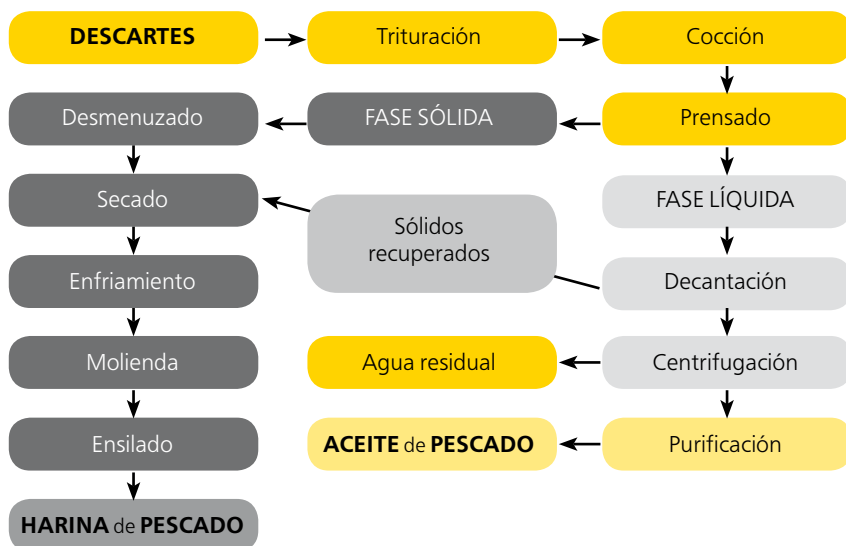 DESCARTES
Trituración
Cocción
Desmenuzado
FASE SÓLIDA
Prensado
Secado
Sólidos
recuperados
FASE LÍQUIDA
Enfriamiento
Decantación
Molienda
Agua residual
Centrifugación
Ensilado
ACEITE de PESCADO
Purificación
HARINA de PESCADO